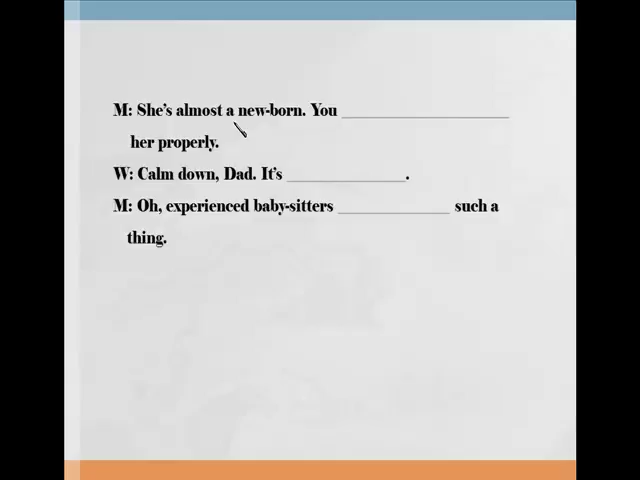 M: She's almost a new-born. You ____________________
her properly.
W: Calm down, Dad. It's ______________.
M: Oh, experienced baby-sitters _____________ such a
thing.